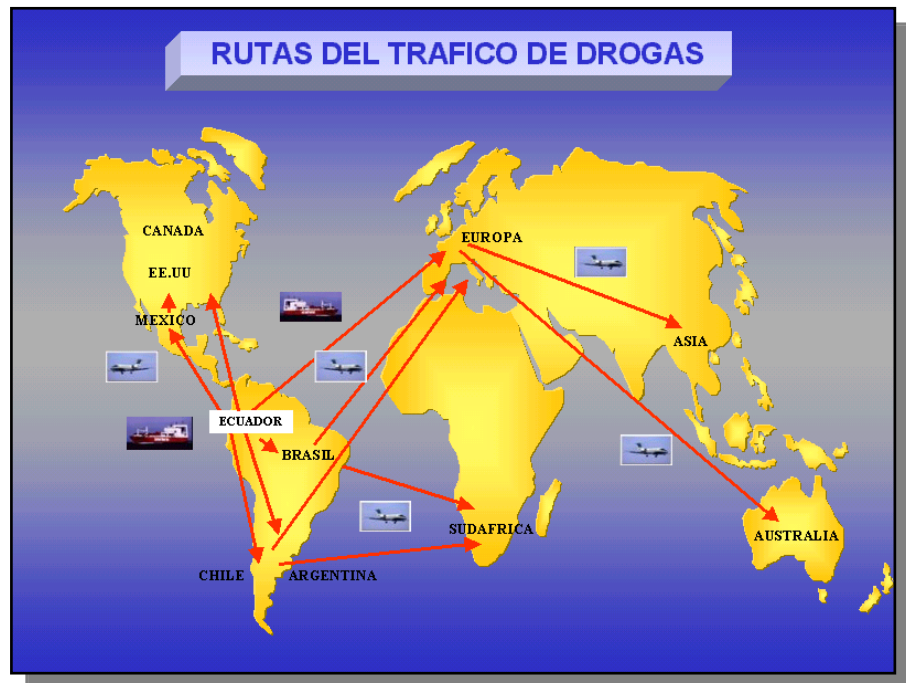 RUTAS DEL TRAFICO DE DROGAS
CANADA
EUROPA
EE.UU
MEXICO
ASIA
ECUADOR
BRASIL
SUDAFRICA
AUSTRALIA
CHILE
ARGENTINA